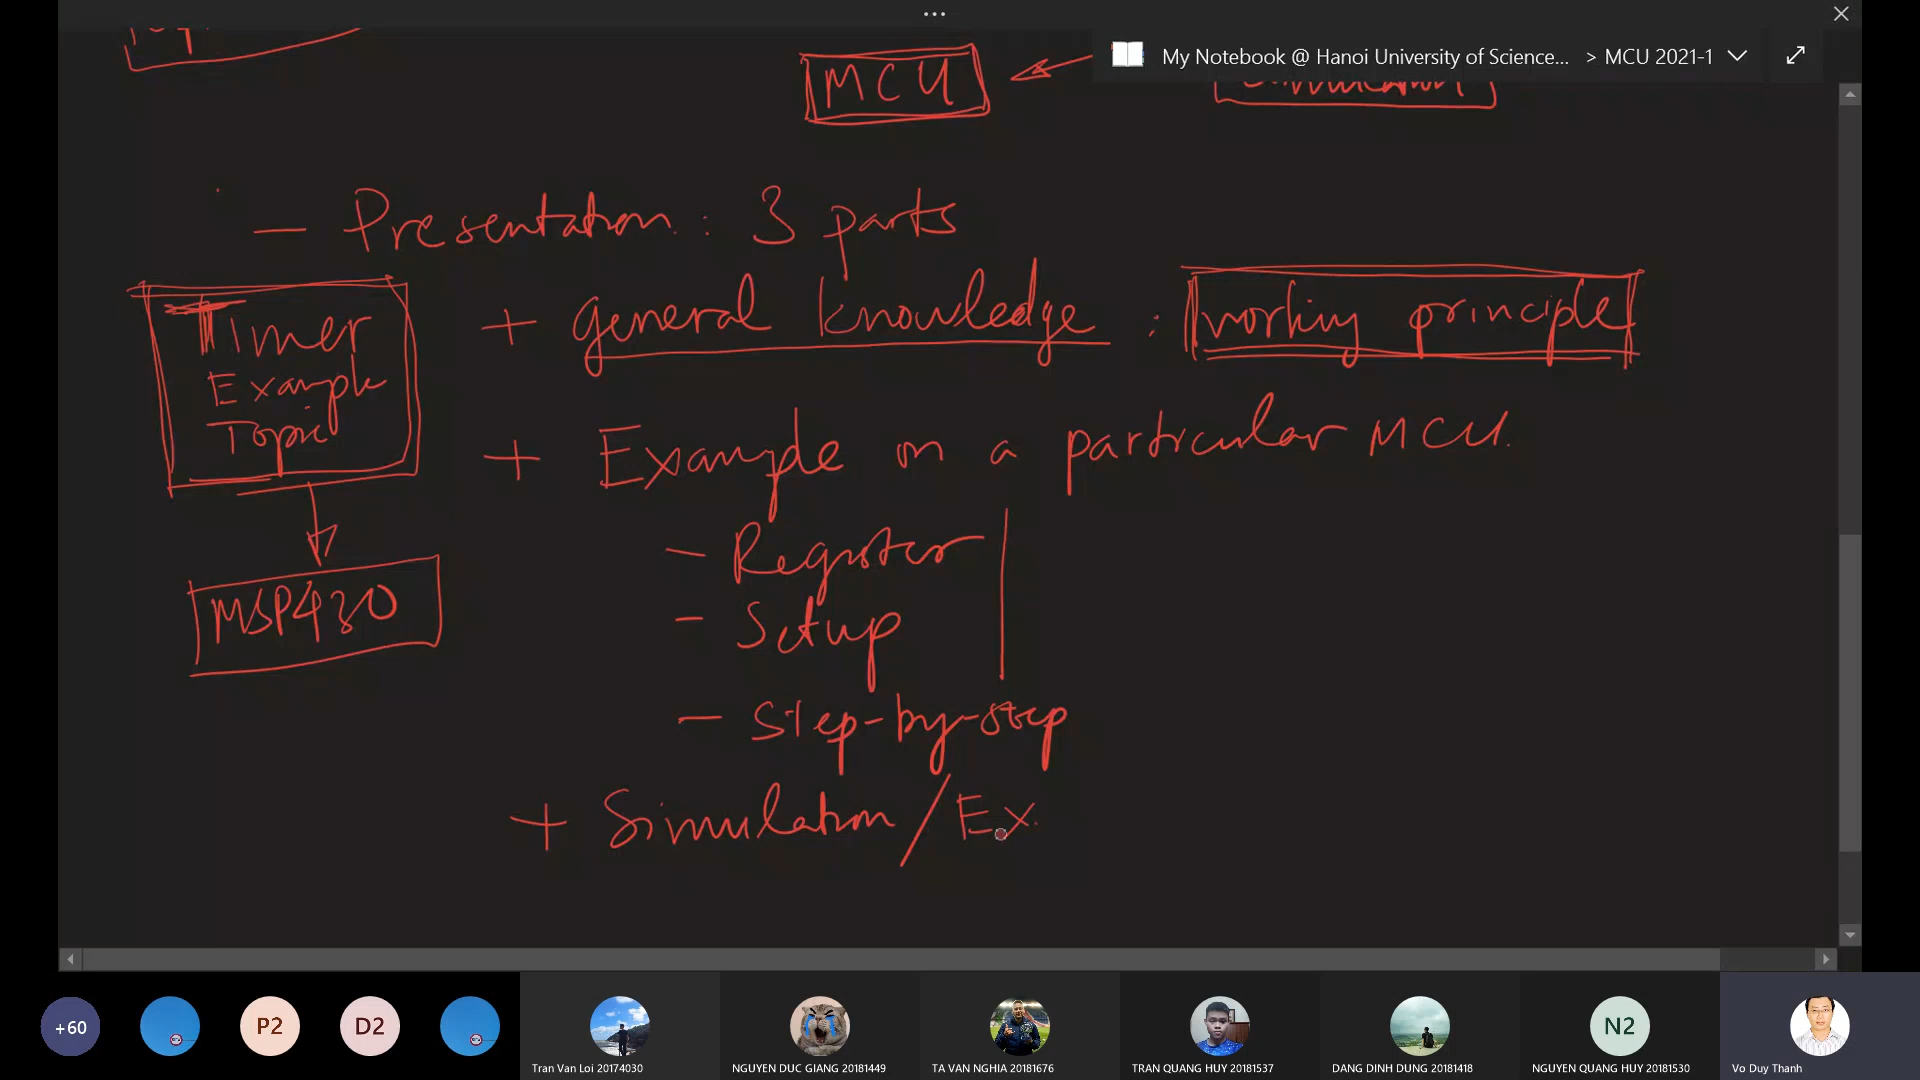 My Notebook @ Hanoi University of Science... > MCU 2021-1
MCU
- Presentation: 3 parts
+ general knowledge : working principle
Timer
Example
Topic
+ Example on a particular MCU.
- Register
- Setup
MSP430
- Step-by-step
+ Simulation / Ex.
+60
P2
D2
N2
Tran Van Loi 20174030
NGUYEN DUC GIANG 20181449
TA VAN NGHIA 20181676
TRAN QUANG HUY 20181537
DANG DINH DUNG 20181418
NGUYEN QUANG HUY 20181530
Vo Duy Thanh